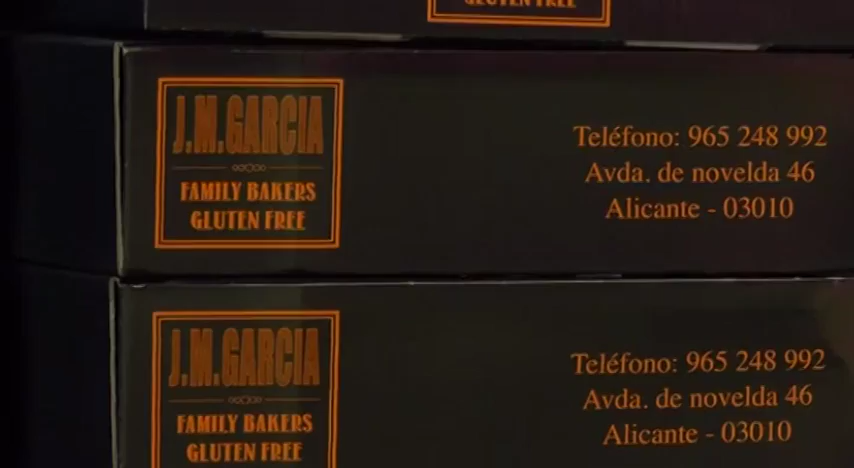 GLUTEN FREE
J.M.GARCIA
FAMILY BAKERS
GLUTEN FREE
Teléfono: 965 248 992
Avda. de novelda 46
Alicante - 03010
J.M.GARCIA
FAMILY BAKERS
GLUTEN FREE
Teléfono: 965 248 992
Avda. de novelda 46
Alicante - 03010